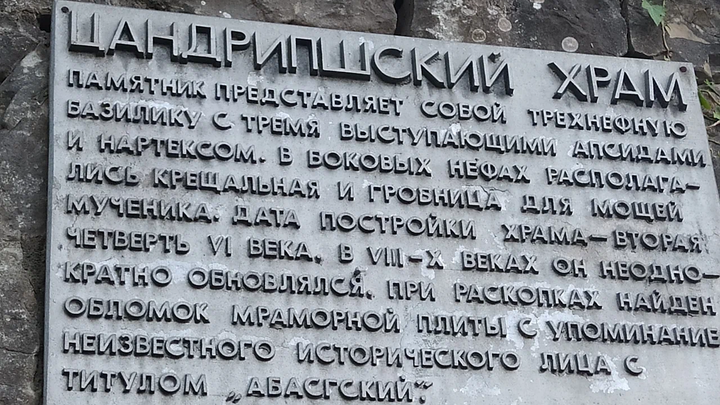 ЦАНДРИПШСКИЙ ХРАМ
ПАМЯТНИК ПРЕДСТАВЛЯЕТ СОБОЙ ТРЕХНЕФНУЮ
БАЗИЛИКУ С ТРЕМЯ ВЫСТУПАЮЩИМИ АПСИДАМИ
И НАРТЕКСОМ. В БОКОВЫХ НЕФАХ РАСПОЛАГА-
ЛИСЬ КРЕЩАЛЬНАЯ И ГРОБНИЦА ДЛЯ МОЩЕЙ
МУЧЕНИКА. ДАТА ПОСТРОЙКИ ХРАМА — ВТОРАЯ
ЧЕТВЕРТЬ VI ВЕКА. В VIII-X ВЕКАХ ОН НЕОДНО-
КРАТНО ОБНОВЛЯЛСЯ. ПРИ РАСКОПКАХ НАЙДЕН
ОБЛОМОК МРАМОРНОЙ ПЛИТЫ С УПОМИНАНИЕ
НЕИЗВЕСТНОГО ИСТОРИЧЕСКОГО ЛИЦА С
ТИТУЛОМ „АБАСГСКИЙ".